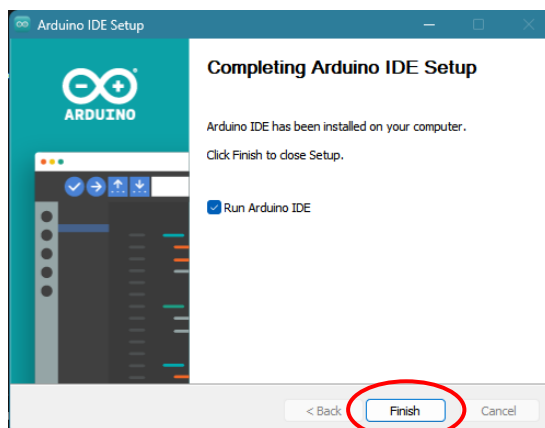 Arduino IDE Setup
Completing Arduino IDE Setup
ARDUINO
Arduino IDE has been installed on your computer.
Click Finish to close Setup.
Run Arduino IDE
< Back
Finish
Cancel